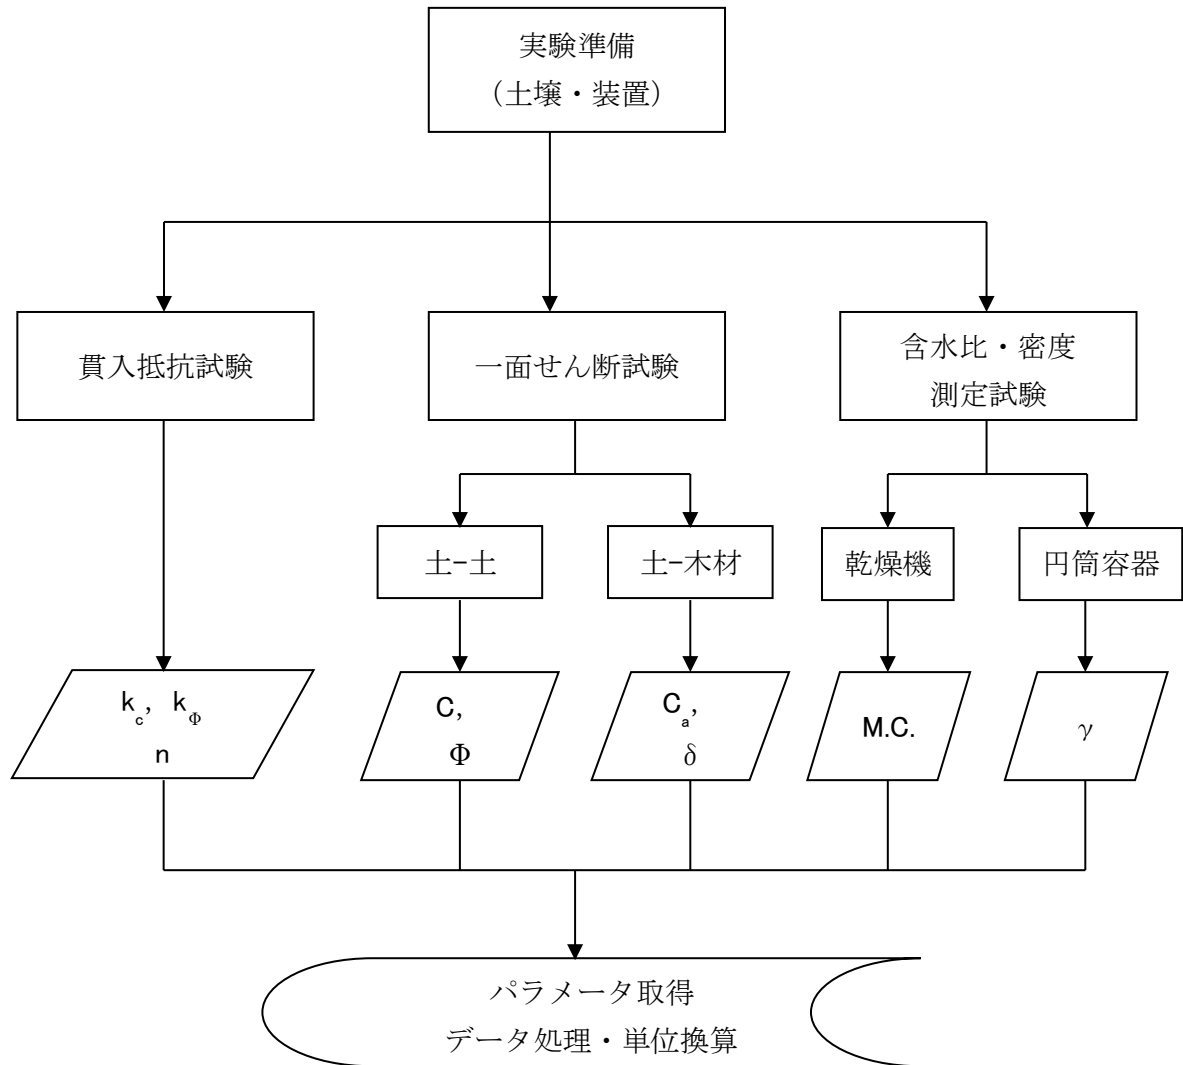 実験準備
（土壌・装置）
貫入抵抗試験
一面せん断試験
含水比・密度
測定試験
土−土
土−木材
乾燥機
円筒容器
kc, kΦ
n
C,
Φ
Ca,
δ
M.C.
γ
パラメータ取得
データ処理・単位換算